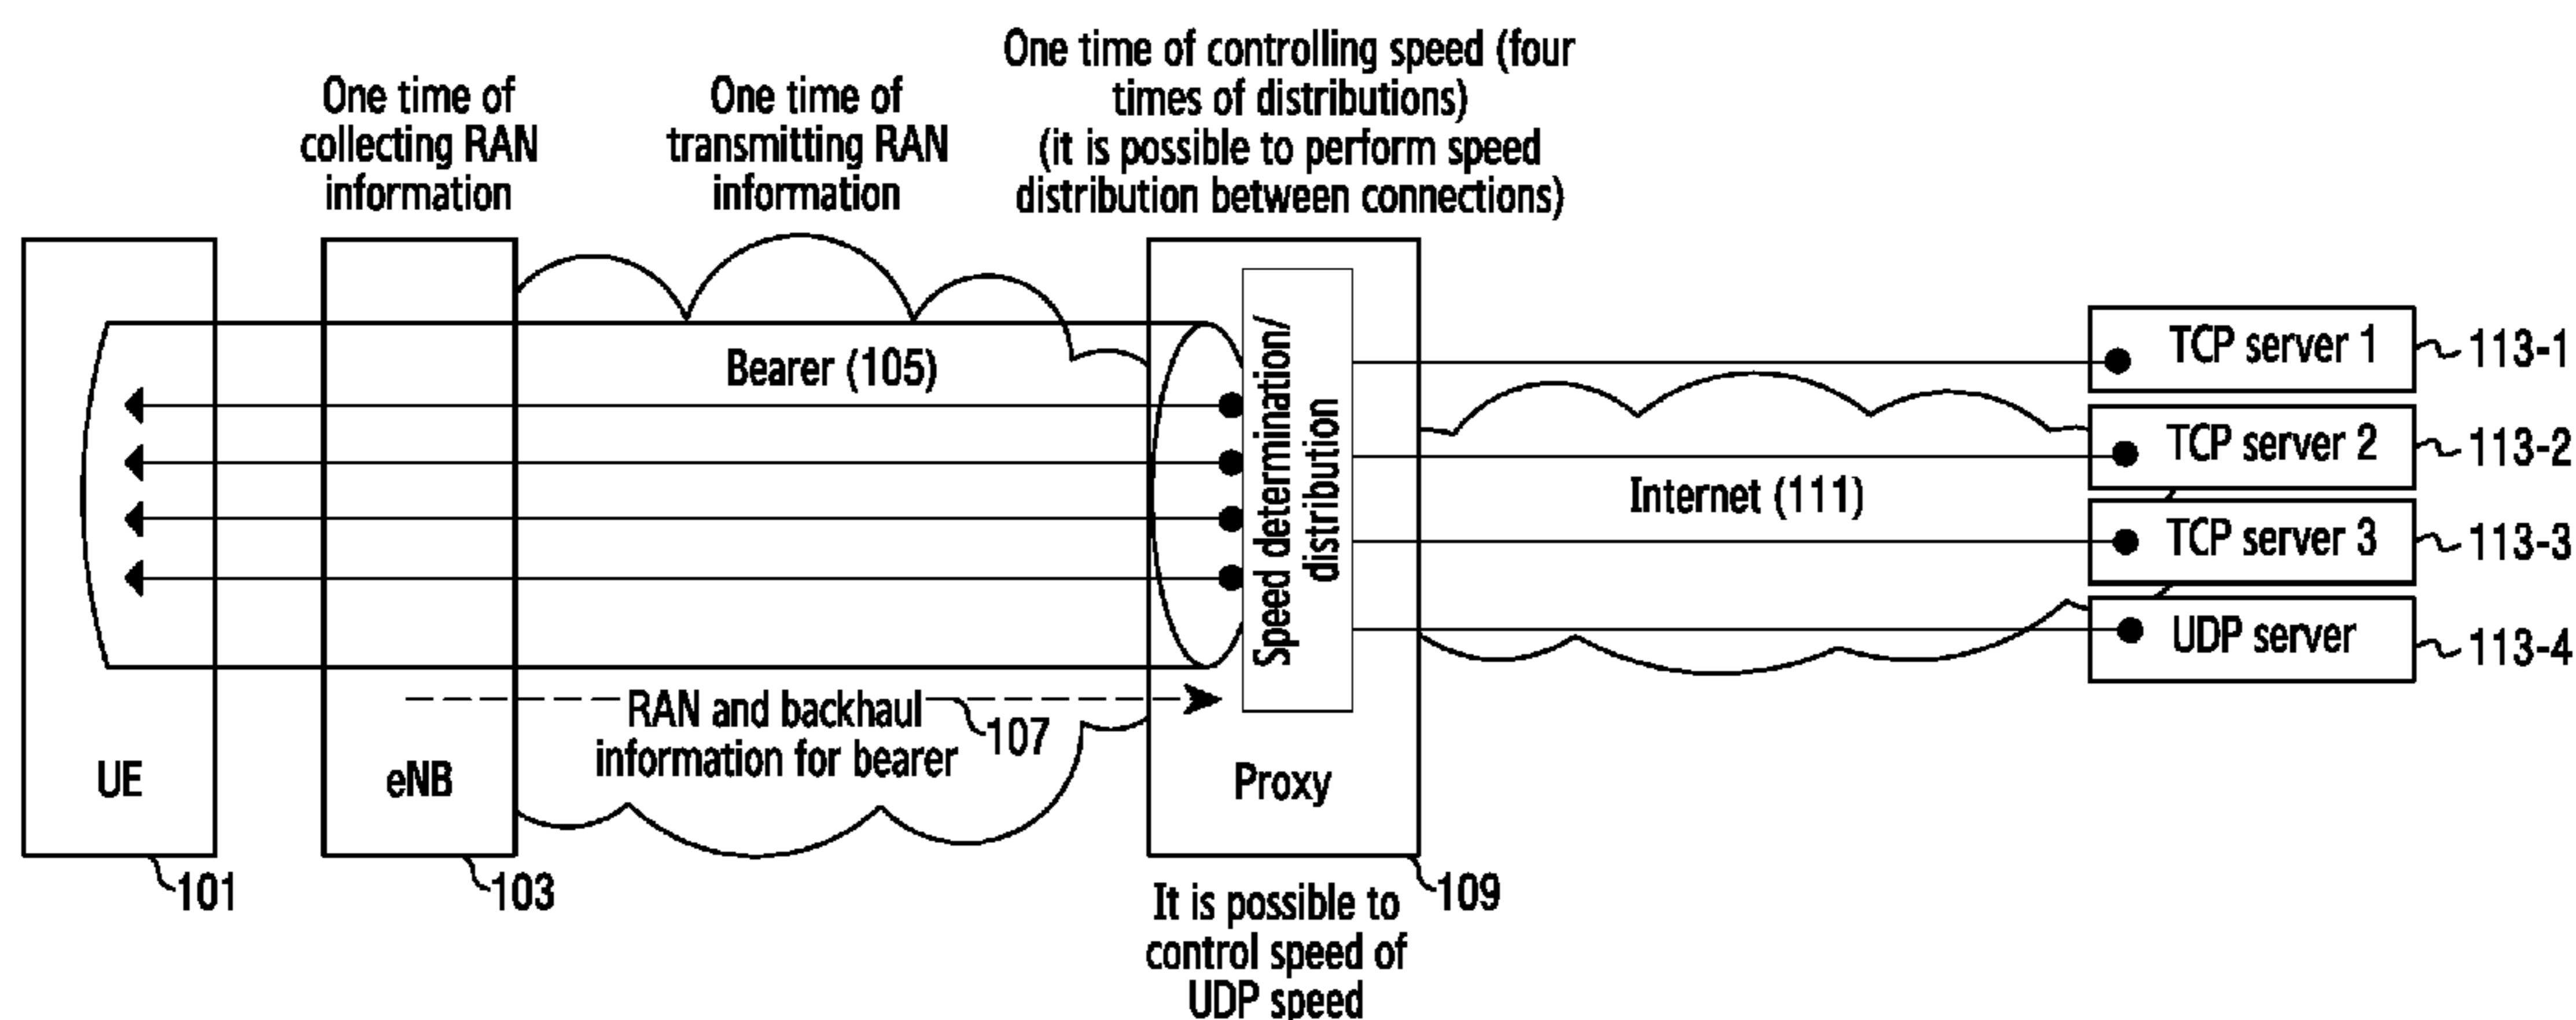 One time of
collecting RAN
information
One time of
transmitting RAN
information
One time of controlling speed (four
times of distributions)
(it is possible to perform speed
distribution between connections)
Bearer (105)
Speed determination/
distribution
Internet (111)
TCP server 1
113-1
TCP server 2
113-2
TCP server 3
113-3
UDP server
113-4
RAN and backhaul
information for bearer
107
UE
eNB
Proxy
101
103
109
It is possible to
control speed of
UDP speed